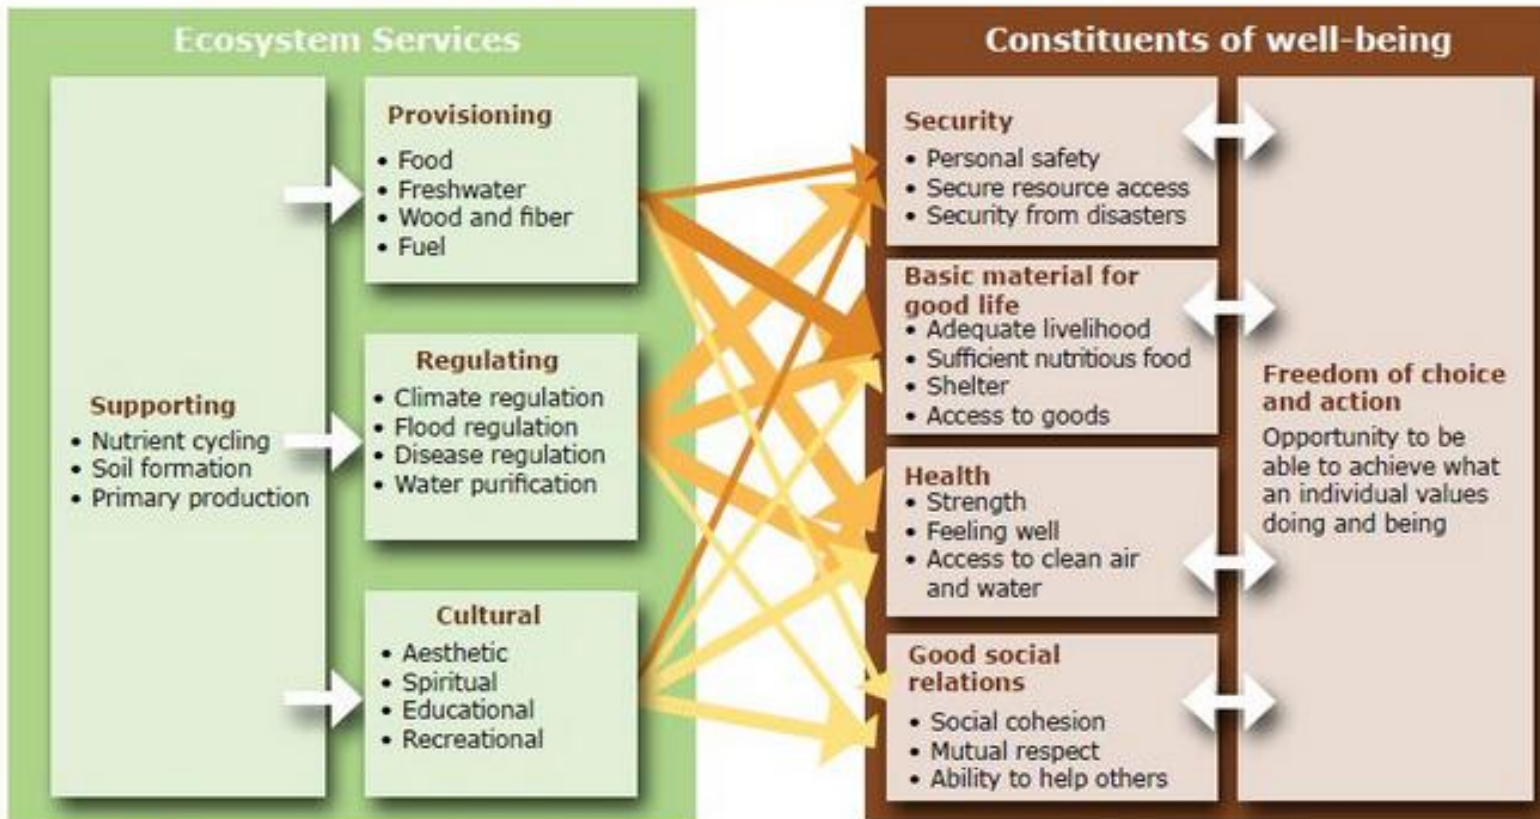 Ecosystem Services
Supporting
• Nutrient cycling
• Soil formation
• Primary production
Provisioning
• Food
• Freshwater
• Wood and fiber
• Fuel
Regulating
• Climate regulation
• Flood regulation
• Disease regulation
• Water purification
Cultural
• Aesthetic
• Spiritual
• Educational
• Recreational
Constituents of well-being
Security
• Personal safety
• Secure resource access
• Security from disasters
Basic material for
good life
• Adequate livelihood
• Sufficient nutritious food
• Shelter
• Access to goods
Health
• Strength
• Feeling well
• Access to clean air
and water
Good social
relations
• Social cohesion
• Mutual respect
• Ability to help others
Freedom of choice
and action
Opportunity to be
able to achieve what
an individual values
doing and being